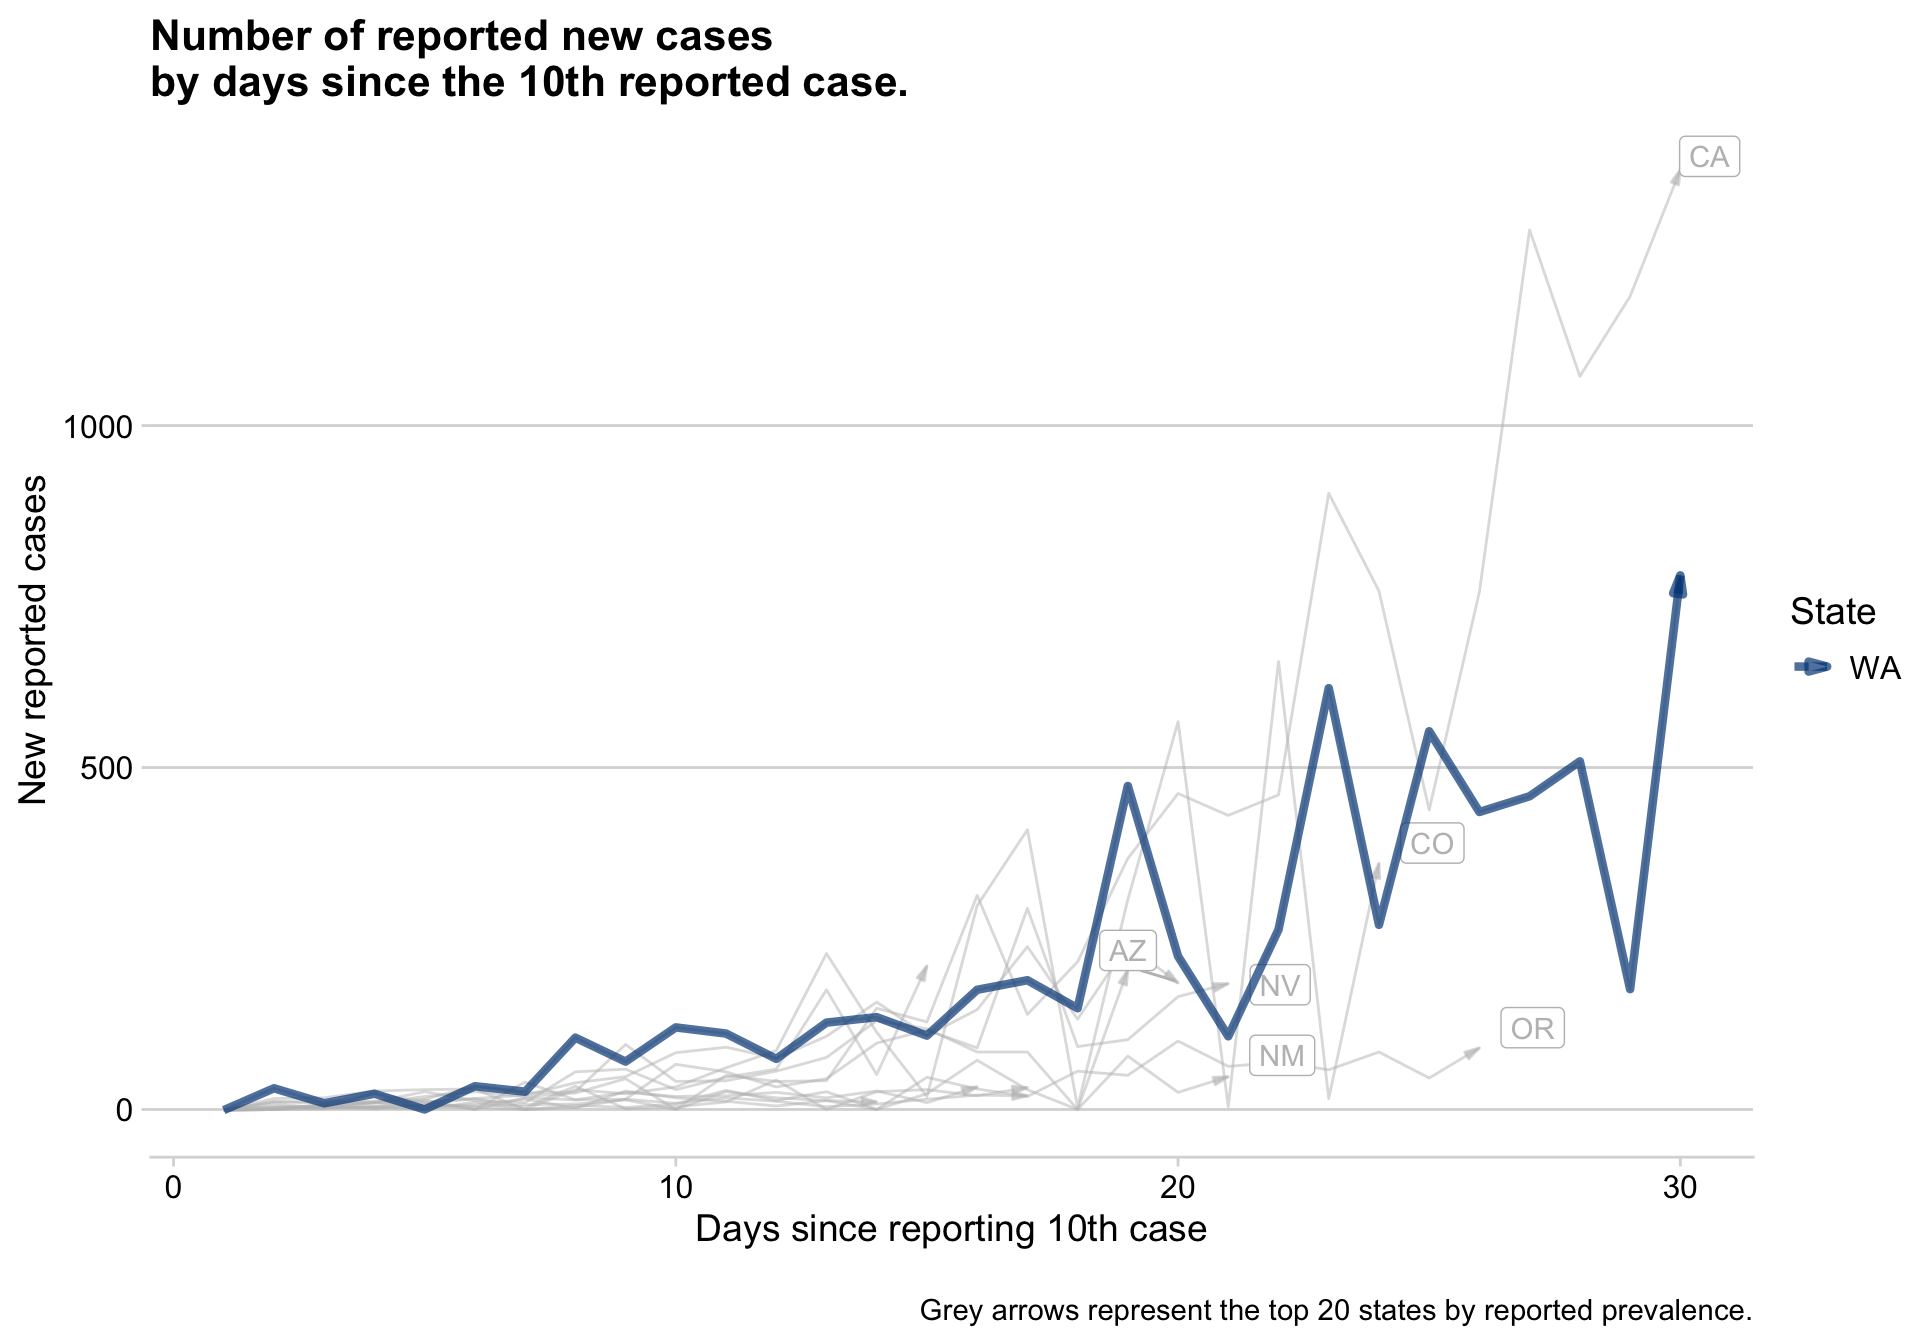 Number of reported new cases
by days since the 10th reported case.
CA
1000
New reported cases
State
WA
500
CO
AZ
NV
OR
NM
0
0 10 20 30
Days since reporting 10th case
Grey arrows represent the top 20 states by reported prevalence.